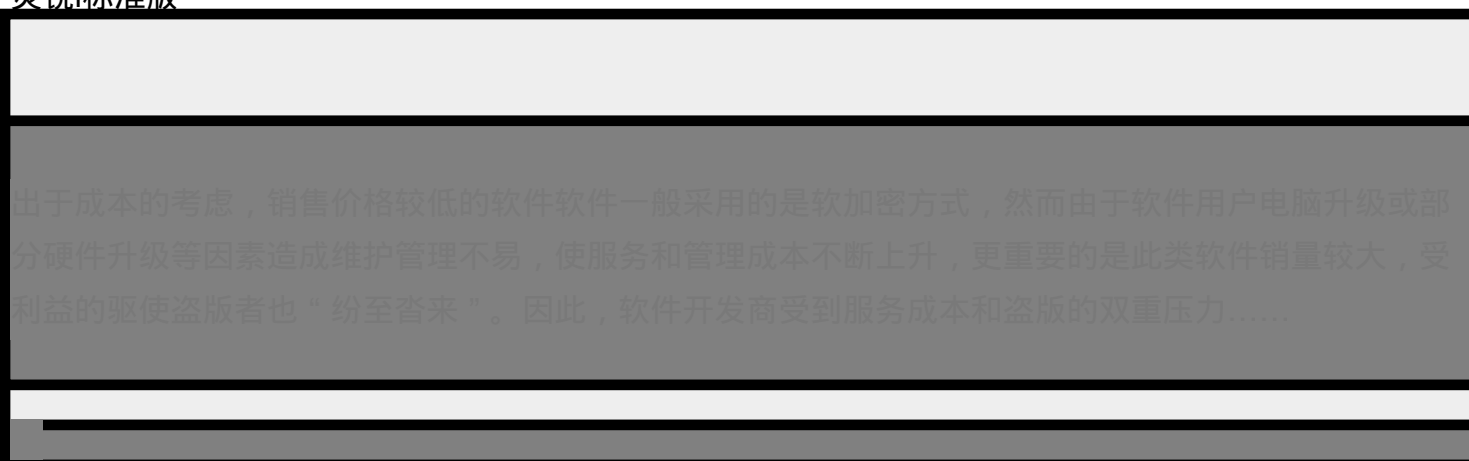 灵锐I标准版
出于成本的考虑，销售价格较低的软件软件一般采用的是软加密方式，然而由于软件用户电脑升级或部
分硬件升级等因素造成维护管理不易，使服务和管理成本不断上升，更重要的是此类软件销量较大，受
利益的驱使盗版者也“纷至沓来”。因此，软件开发商受到服务成本和盗版的双重压力......